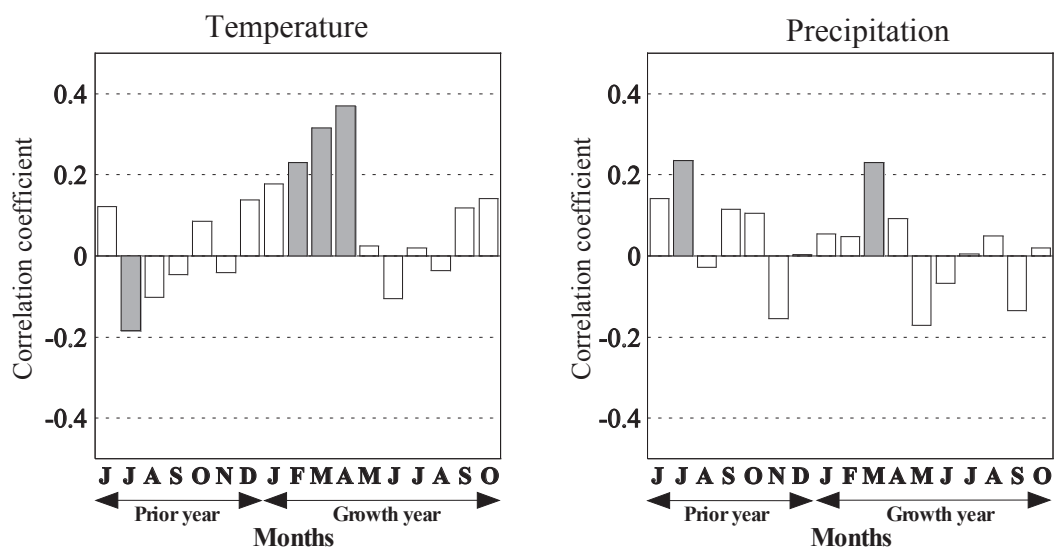 Temperature
Correlation coefficient
0.4
0.2
0
-0.2
-0.4
J J A S O N D J F M A M J J A S O
Prior year Growth year
Months
Precipitation
Correlation coefficient
0.4
0.2
0
-0.2
-0.4
J J A S O N D J F M A M J J A S O
Prior year Growth year
Months